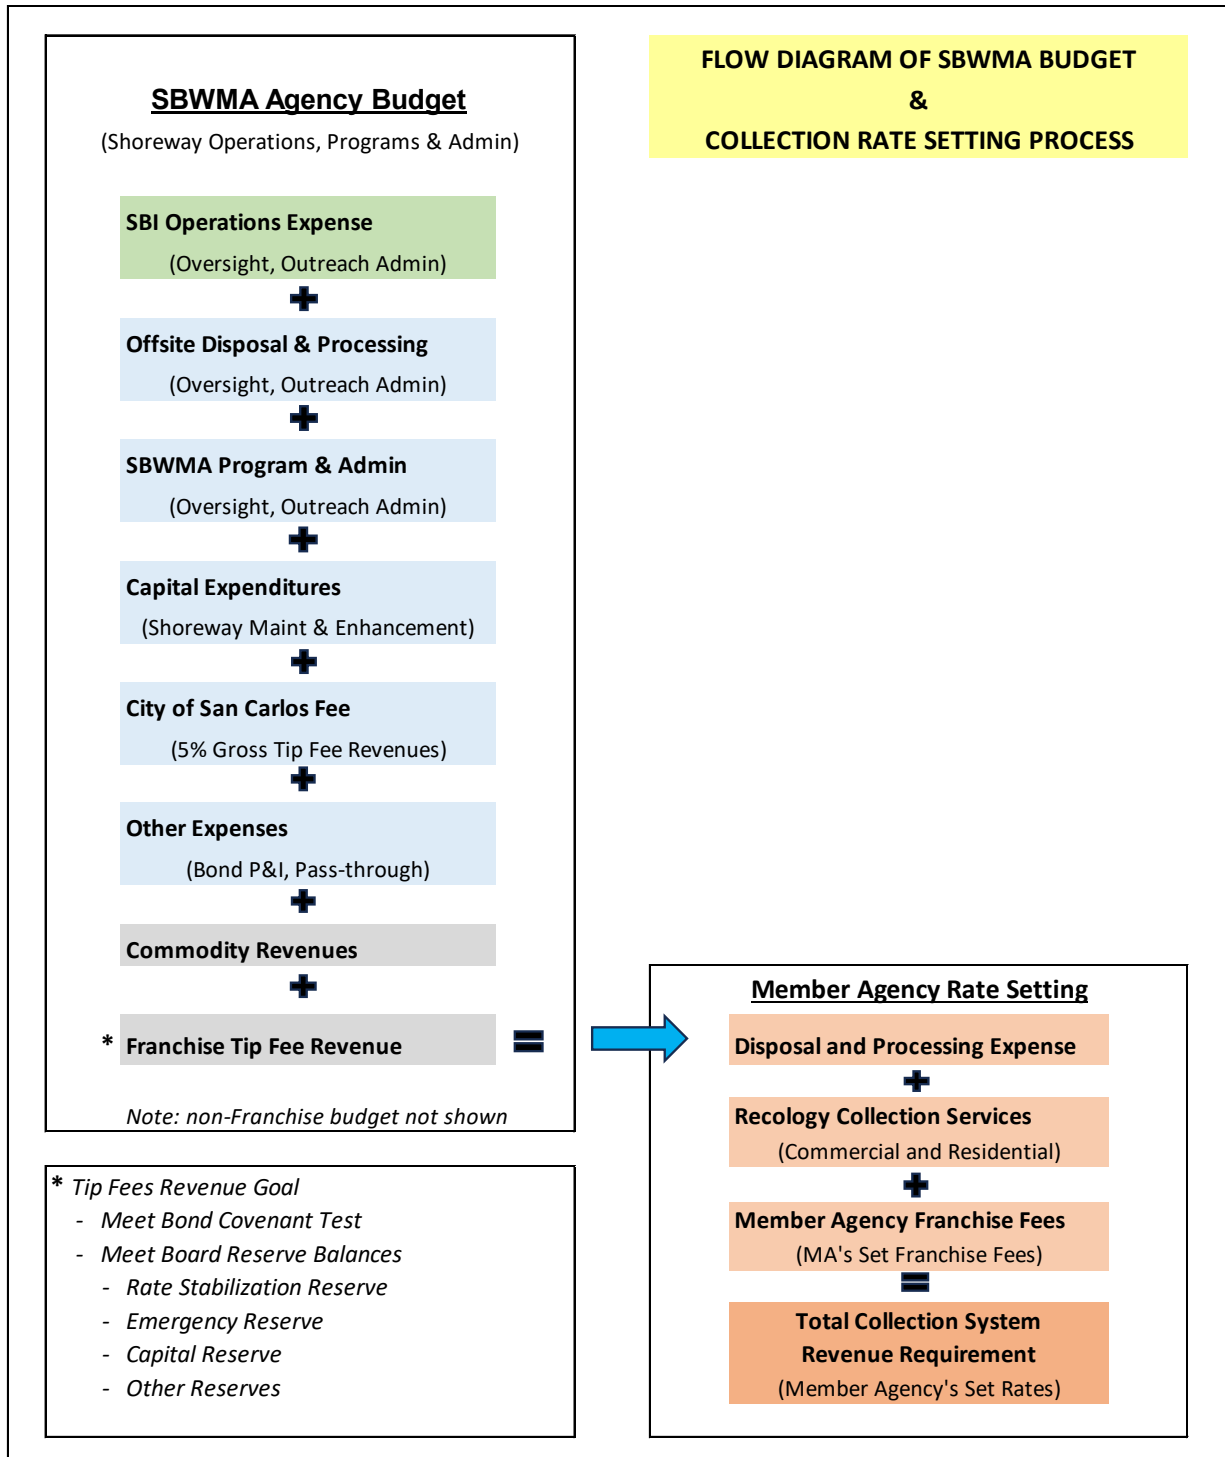 SBWMA Agency Budget
(Shoreway Operations, Programs & Admin)
SBI Operations Expense
(Oversight, Outreach Admin)
Offsite Disposal & Processing
(Oversight, Outreach Admin)
SBWMA Program & Admin
(Oversight, Outreach Admin)
Capital Expenditures
(Shoreway Maint & Enhancement)
City of San Carlos Fee
(5% Gross Tip Fee Revenues)
Other Expenses
(Bond P&I, Pass-through)
Commodity Revenues
* Franchise Tip Fee Revenue
Note: non-Franchise budget not shown
* Tip Fees Revenue Goal
- Meet Bond Covenant Test
- Meet Board Reserve Balances
- Rate Stabilization Reserve
- Emergency Reserve
- Capital Reserve
- Other Reserves
FLOW DIAGRAM OF SBWMA BUDGET
&
COLLECTION RATE SETTING PROCESS
Member Agency Rate Setting
Disposal and Processing Expense
Recology Collection Services
(Commercial and Residential)
Member Agency Franchise Fees
(MA's Set Franchise Fees)
Total Collection System
Revenue Requirement
(Member Agency's Set Rates)